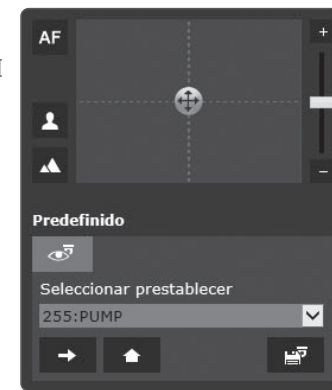 AF
+
-
Predefinido
Seleccionar prestablecer
255:PUMP